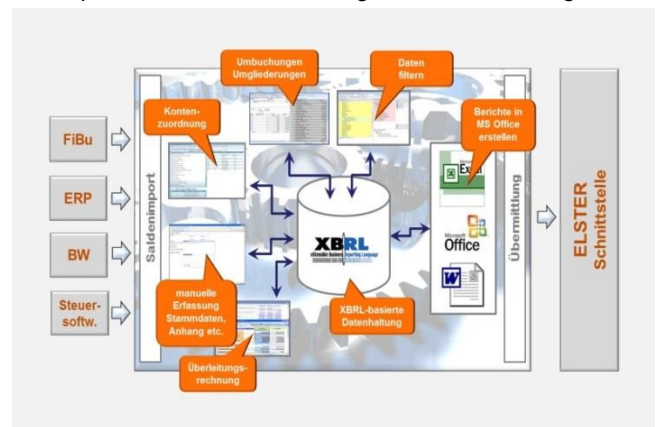 FiBu
ERP
BW
Steuer-
softw.
Saldenimport
Umbuchungen
Umgliederungen
Daten
filtern
Konten-
zuordnung
Berichte in
MS Office
erstellen
Excel
Microsoft
Office
XBRL
eXtensible Business Reporting Language
manuelle
Erfassung
Stammdaten,
Anhang etc.
XBRL-basierte
Datenhaltung
Überleitungs-
rechnung
Übermittlung
ELSTER
Schnittstelle